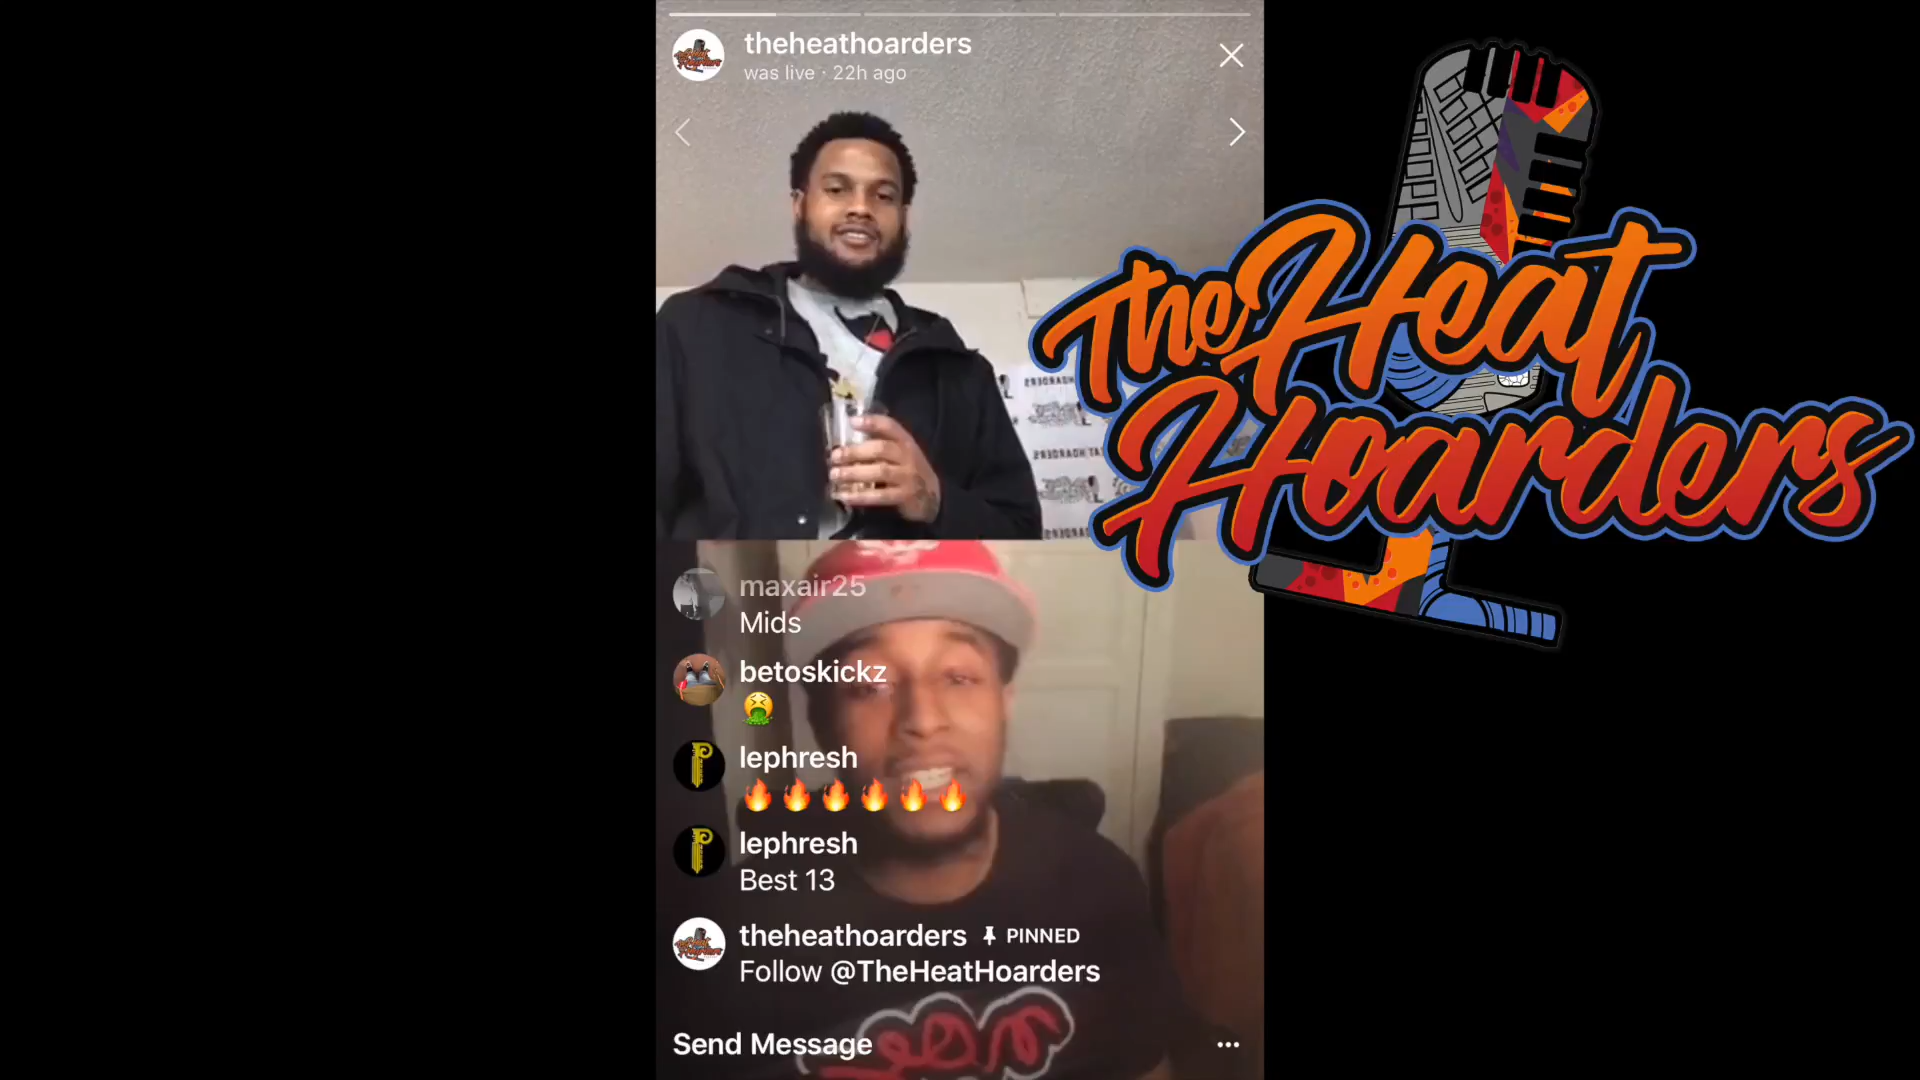 theheathoarders
was live · 22h ago
The Heat
Hoarders
maxair25
Mids
betoskickz
lephresh
lephresh
Best 13
theheathoarders PINNED
Follow @TheHeatHoarders
Send Message